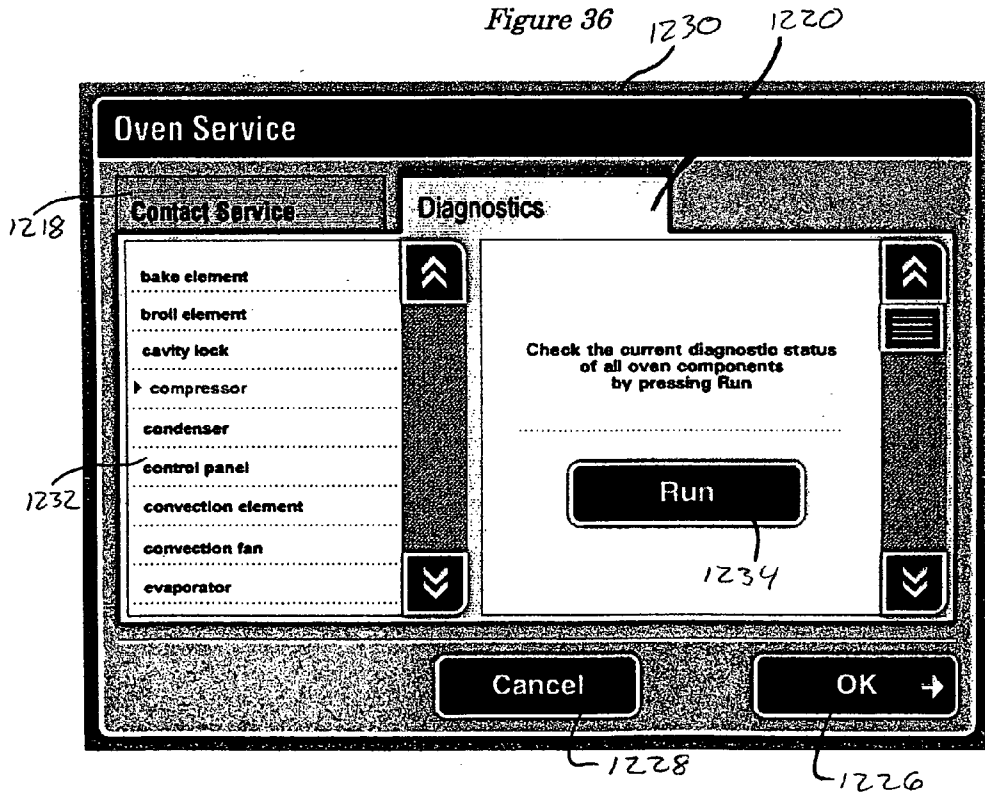 Figure 36
1230
1220
Oven Service
1218
Contact Service
Diagnostics
bake element
broil element
cavity lock
compressor
condenser
control panel
convection element
convection fan
evaporator
1232
Check the current diagnostic status
of all oven components
by pressing Run
Run
1234
Cancel
OK
1228
1226